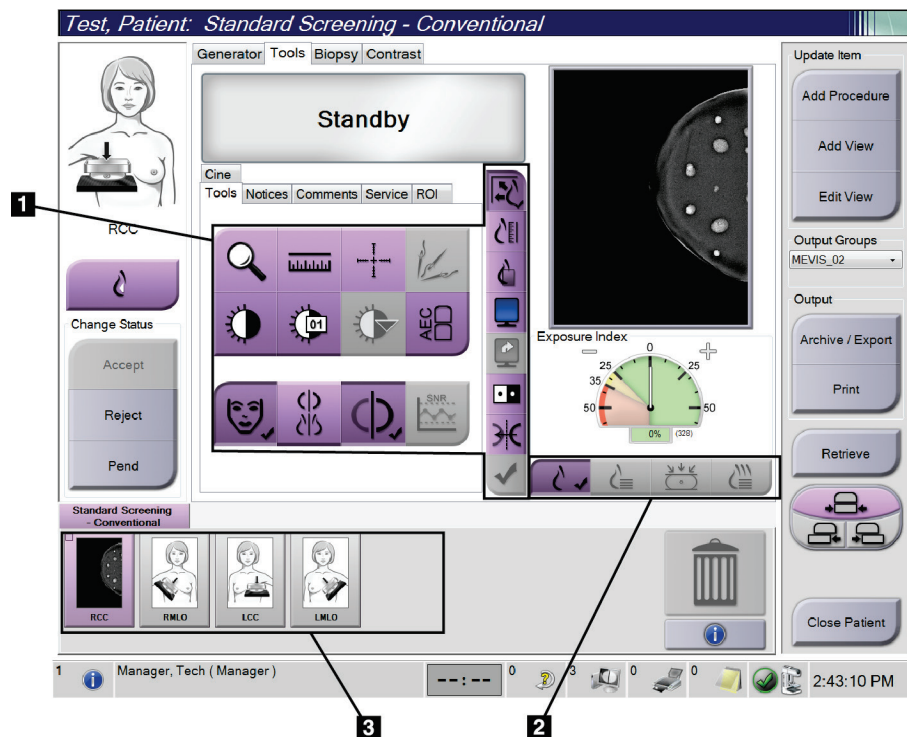 Test, Patient: Standard Screening - Conventional
Generator Tools Biopsy Contrast
Standby
Cine
Tools Notices Comments Service ROI
1
RCC
01
AEC
SNR
Change Status
Accept
Reject
Pend
Exposure Index
0
25 25
35
50 50
0% (328)
Update Item
Add Procedure
Add View
Edit View
Output Groups
MEVIS_02
Output
Archive / Export
Print
Retrieve
Close Patient
Standard Screening
- Conventional
RCC RMLO LCC LMLO
1 Manager, Tech ( Manager ) --:-- 0 3 0 0 2:43:10 PM
3 2